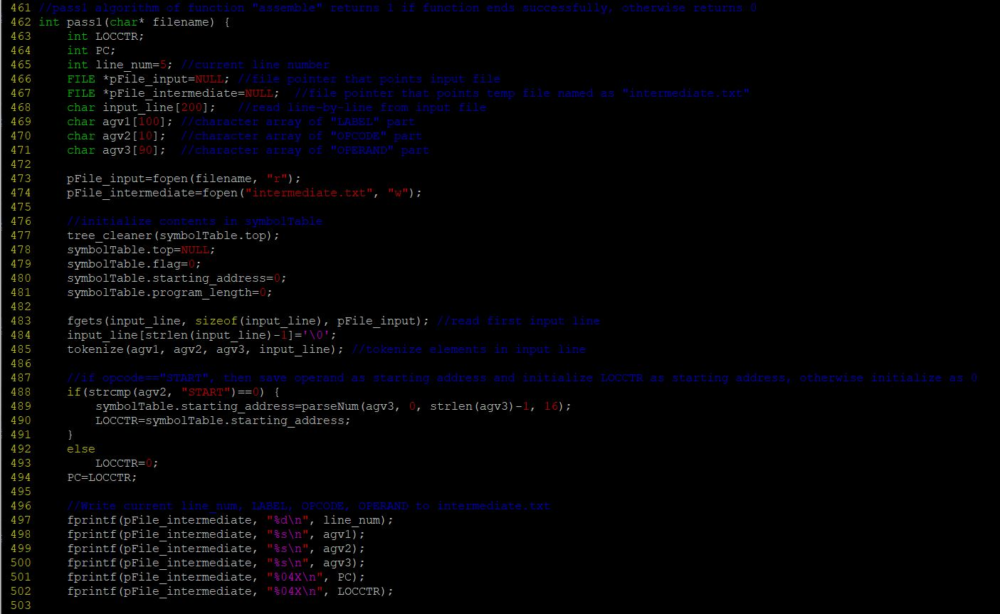 461 //pass1 algorithm of function "assemble" returns 1 if function ends successfully, otherwise returns 0
462 int pass1(char* filename) {
463     int LOCCTR;
464     int PC;
465     int line_num=5; //current line number
466     FILE *pFile_input=NULL; //file pointer that points input file
467     FILE *pFile_intermediate=NULL;  //file pointer that points temp file named as "intermediate.txt"
468     char input_line[200];   //read line-by-line from input file
469     char agv1[100]; //character array of "LABEL" part
470     char agv2[10];  //character array of "OPCODE" part
471     char agv3[90];  //character array of "OPERAND" part
472
473     pFile_input=fopen(filename, "r");
474     pFile_intermediate=fopen("intermediate.txt", "w");
475
476     //initialize contents in symbolTable
477     tree_cleaner(symbolTable.top);
478     symbolTable.top=NULL;
479     symbolTable.flag=0;
480     symbolTable.starting_address=0;
481     symbolTable.program_length=0;
482
483     fgets(input_line, sizeof(input_line), pFile_input); //read first input line
484     input_line[strlen(input_line)-1]='\0';
485     tokenize(agv1, agv2, agv3, input_line); //tokenize elements in input line
486
487     //if opcode=="START", then save operand as starting address and initialize LOCCTR as starting address, otherwise initialize as 0
488     if(strcmp(agv2, "START")==0) {
489         symbolTable.starting_address=parseNum(agv3, 0, strlen(agv3)-1, 16);
490         LOCCTR=symbolTable.starting_address;
491     }
492     else
493         LOCCTR=0;
494     PC=LOCCTR;
495
496     //Write current line_num, LABEL, OPCODE, OPERAND to intermediate.txt
497     fprintf(pFile_intermediate, "%d\n", line_num);
498     fprintf(pFile_intermediate, "%s\n", agv1);
499     fprintf(pFile_intermediate, "%s\n", agv2);
500     fprintf(pFile_intermediate, "%s\n", agv3);
501     fprintf(pFile_intermediate, "%04X\n", PC);
502     fprintf(pFile_intermediate, "%04X\n", LOCCTR);
503